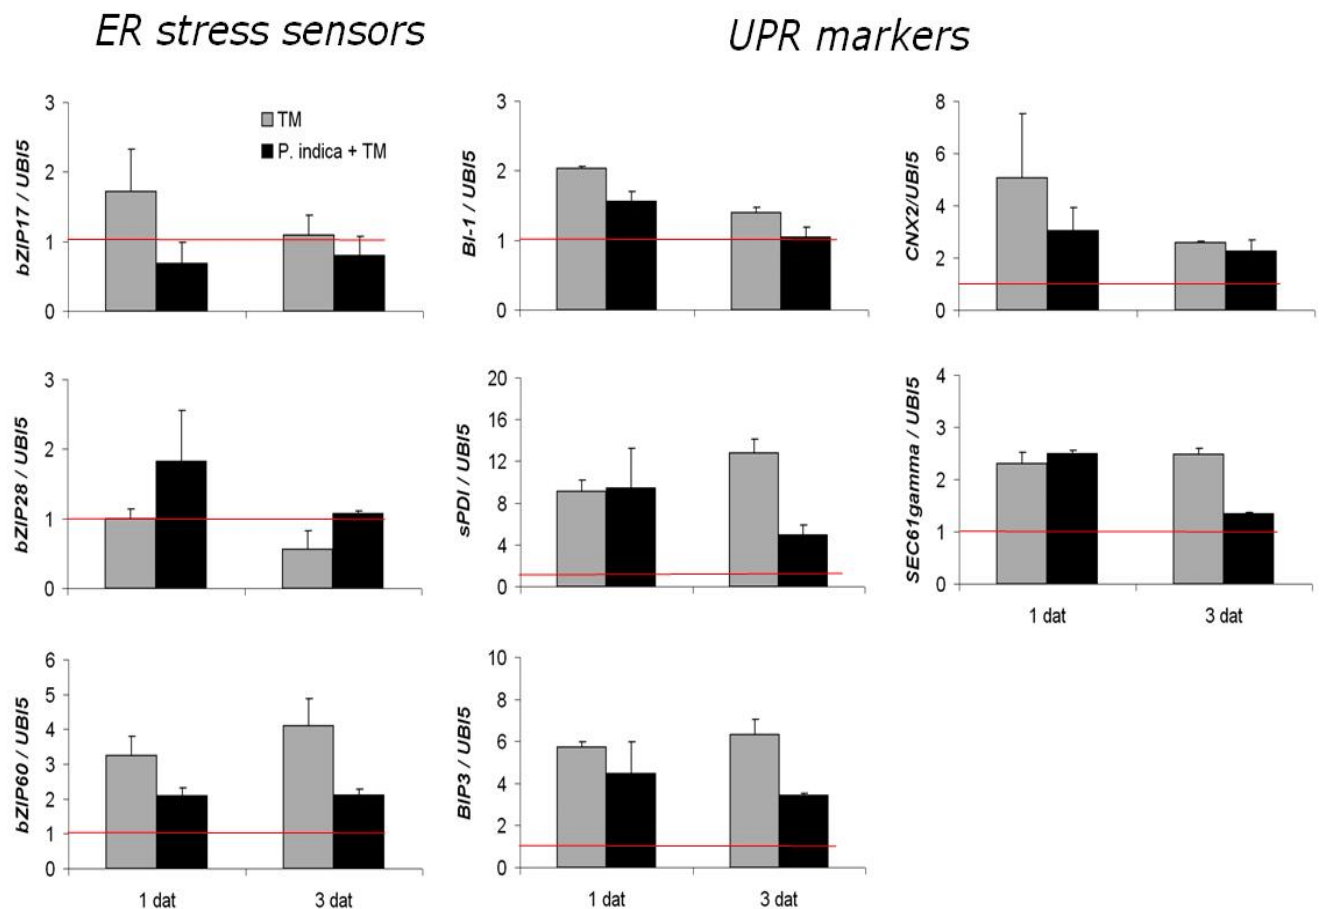 ER stress sensors
UPR markers
bZIP17 / UBI5
3
2
1
0
TM
P. indica + TM
BI-1 / UBI5
3
2
1
0
CNX2/UBI5
8
6
4
2
0
bZIP28 / UBI5
3
2
1
0
sPDI / UBI5
20
16
12
8
4
0
SEC61gamma / UBI5
4
3
2
1
0
1 dat
3 dat
bZIP60 / UBI5
6
5
4
3
2
1
0
1 dat
3 dat
BIP3 / UBI5
10
8
6
4
2
0
1 dat
3 dat